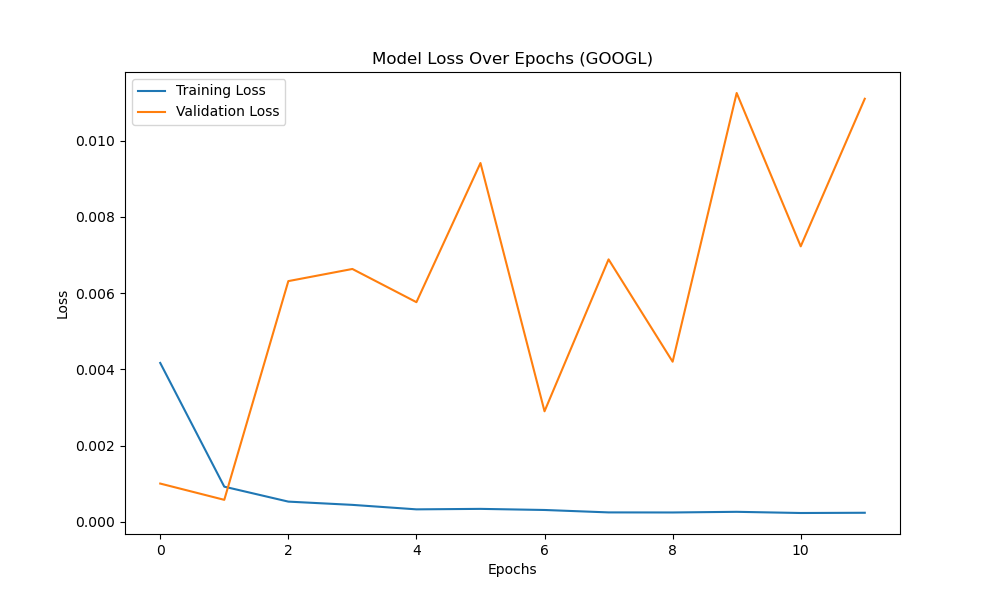 Model Loss Over Epochs (GOOGL)
Training Loss
Validation Loss
0.010
0.008
0.006
0.004
0.002
0.000
Loss
0 2 4 6 8 10
Epochs